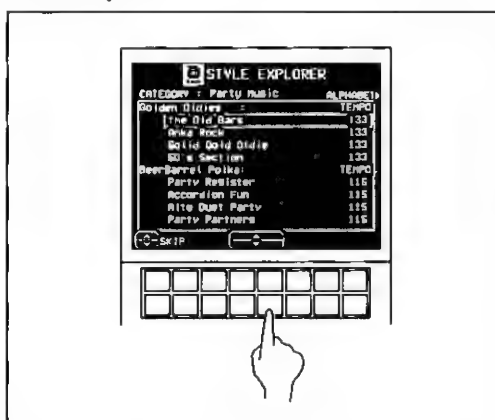 STYLE EXPLORER
CATEGORY : Party Music ALPHABET
Golden Oldies : TEMPO
The Old Bars 133
Anka Rock 133
Solid Gold Oldie 133
60's Section 133
BeerBarrel Polka: TEMPO
Party Register 115
Accordion Fun 115
Alto Duet Party 115
Party Partners 115
SKIP